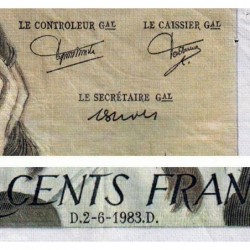 LE CONTROLEUR GAL LE CAISSIER GAL
LE SECRÉTAIRE GAL
CENTS FRAN
D.2-6-1983.D.